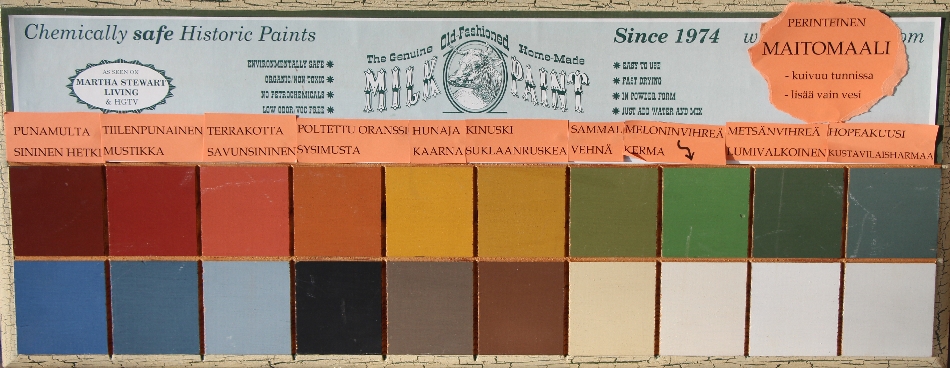 Chemically safe Historic Paints
AS SEEN ON
MARTHA STEWART
LIVING
& HGTV
ENVIRONMENTALLY SAFE
ORGANIC/NON TOXIC
NO PETROCHEMICALS
LOW ODOR/VOC FREE
The Genuine Old-Fashioned Home-Made
MILK PAINT
Since 1974
EASY TO USE
FAST DRYING
IN POWDER FORM
JUST ADD WATER AND MIX
om
PERINTEINEN
MAITOMAALI
- kuivuu tunnissa
- lisää vain vesi
PUNAMULTA TIILENPUNAINEN TERRAKOTTA POLTETTU ORANSSI HUNAJA KINUSKI SAMMAL MELONINVIHREÄ METSÄNVIHREÄ HOPEAKUUSI
SININEN HETKI MUSTIKKA SAVUNSININEN SYSIMUSTA KAARNA SUKLAANRUSKEA VEHNÄ KERMA LUMIVALKOINEN KUSTAVILAISHARMAA